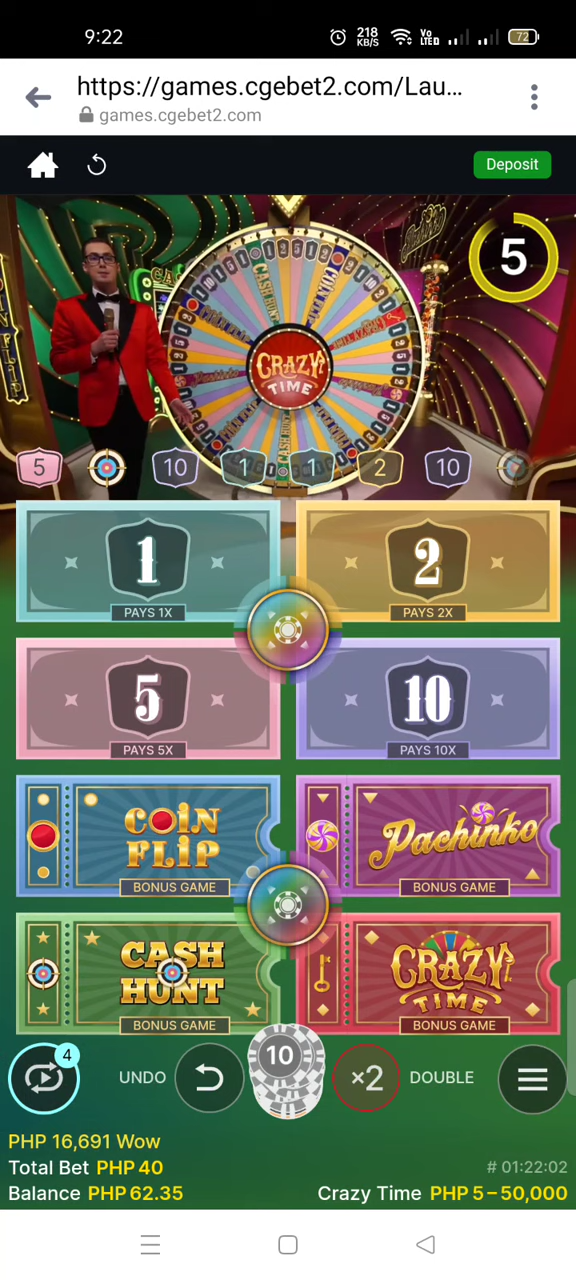 9:22
218
KB/S
Vo
LTE D
72
https://games.cgebet2.com/Lau...
games.cgebet2.com
Deposit
5
CRAZY
TIME
5
10
1
1
2
10
1
PAYS 1X
2
PAYS 2X
5
PAYS 5X
10
PAYS 10X
COIN
FLIP
BONUS GAME
Pachinko
BONUS GAME
CASH
HUNT
BONUS GAME
CRAZY
TIME
BONUS GAME
4
UNDO
10
×2
DOUBLE
PHP 16,691 Wow
Total Bet PHP 40
# 01:22:02
Balance PHP 62.35
Crazy Time PHP 5–50,000